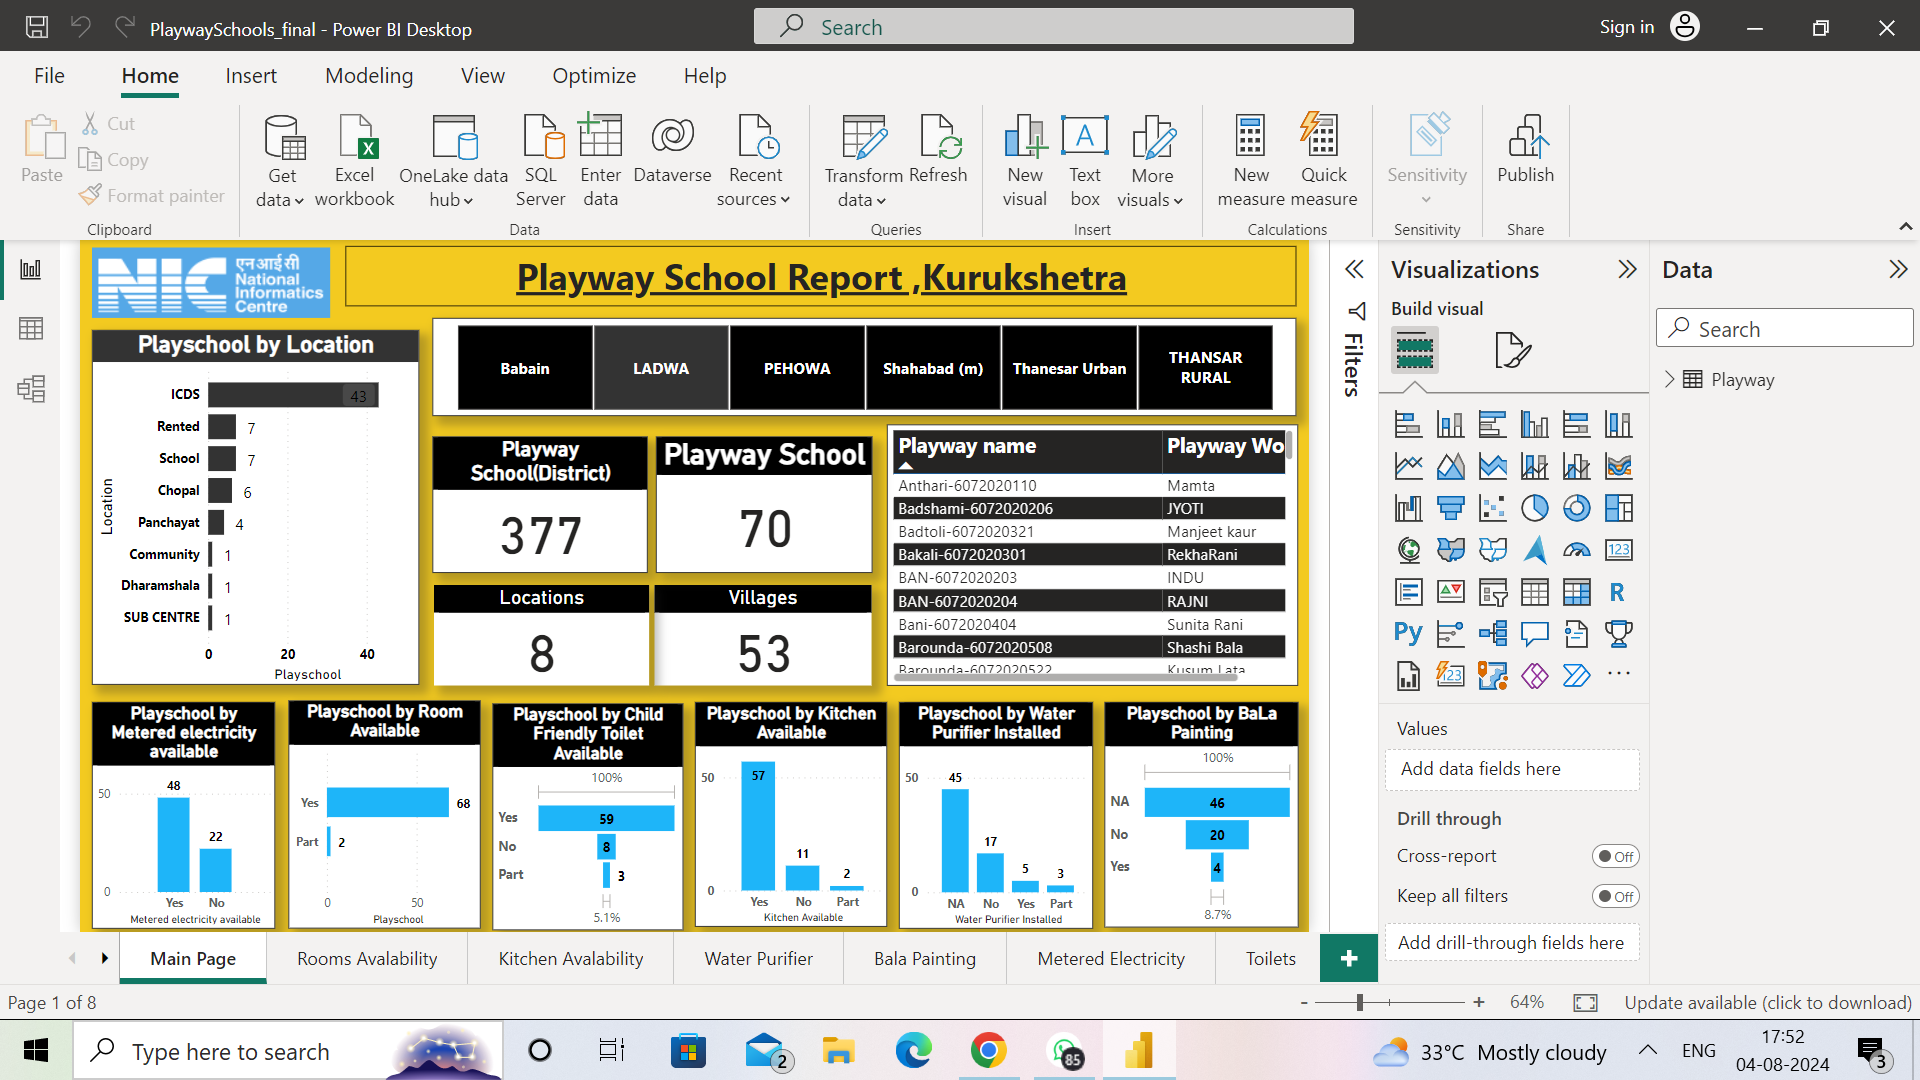 PlaywaySchools_final - Power BI Desktop
Search
Sign in
File Home Insert Modeling View Optimize Help
Paste
Cut
Copy
Format painter
Clipboard
Get data
Excel workbook
OneLake data hub
SQL Server
Enter data
Dataverse
Recent sources
Data
Transform data
Refresh
Queries
New visual
Text box
More visuals
Insert
New measure
Quick measure
Calculations
Sensitivity
Sensitivity
Publish
Share
NIC
एन आई सी
National
Informatics
Centre
Playway School Report ,Kurukshetra
Playschool by Location
Location
ICDS 43
Rented 7
School 7
Chopal 6
Panchayat 4
Community 1
Dharamshala 1
SUB CENTRE 1
0 20 40
Playschool
Babain
LADWA
PEHOWA
Shahabad (m)
Thanesar Urban
THANSAR
RURAL
Playway
School(District)
377
Playway School
70
Locations
8
Villages
53
Playway name Playway Wo
Anthari-6072020110 Mamta
Badshami-6072020206 JYOTI
Badtoli-6072020321 Manjeet kaur
Bakali-6072020301 RekhaRani
BAN-6072020203 INDU
BAN-6072020204 RAJNI
Bani-6072020404 Sunita Rani
Barounda-6072020508 Shashi Bala
Barounda-6072020522 Kusum Lata
Playschool by
Metered electricity
available
50
0
48
22
Yes No
Metered electricity available
Playschool by Room
Available
Yes 68
Part 2
0 50
Playschool
Playschool by Child
Friendly Toilet
Available
100%
Yes 59
No 8
Part 3
5.1%
Playschool by Kitchen
Available
50
0
57
11
2
Yes No Part
Kitchen Available
Playschool by Water
Purifier Installed
50
0
45
17
5
3
NA No Yes Part
Water Purifier Installed
Playschool by BaLa
Painting
100%
NA 46
No 20
Yes 4
8.7%
Filters
Visualizations
Build visual
R
Py
123
123
Values
Add data fields here
Drill through
Cross-report
Off
Keep all filters
Off
Add drill-through fields here
Data
Search
Playway
Main Page
Rooms Avalability
Kitchen Avalability
Water Purifier
Bala Painting
Metered Electricity
Toilets
+
Page 1 of 8
- + 64%
Update available (click to download)
Type here to search
2
85
33°C Mostly cloudy
ENG
17:52
04-08-2024
3